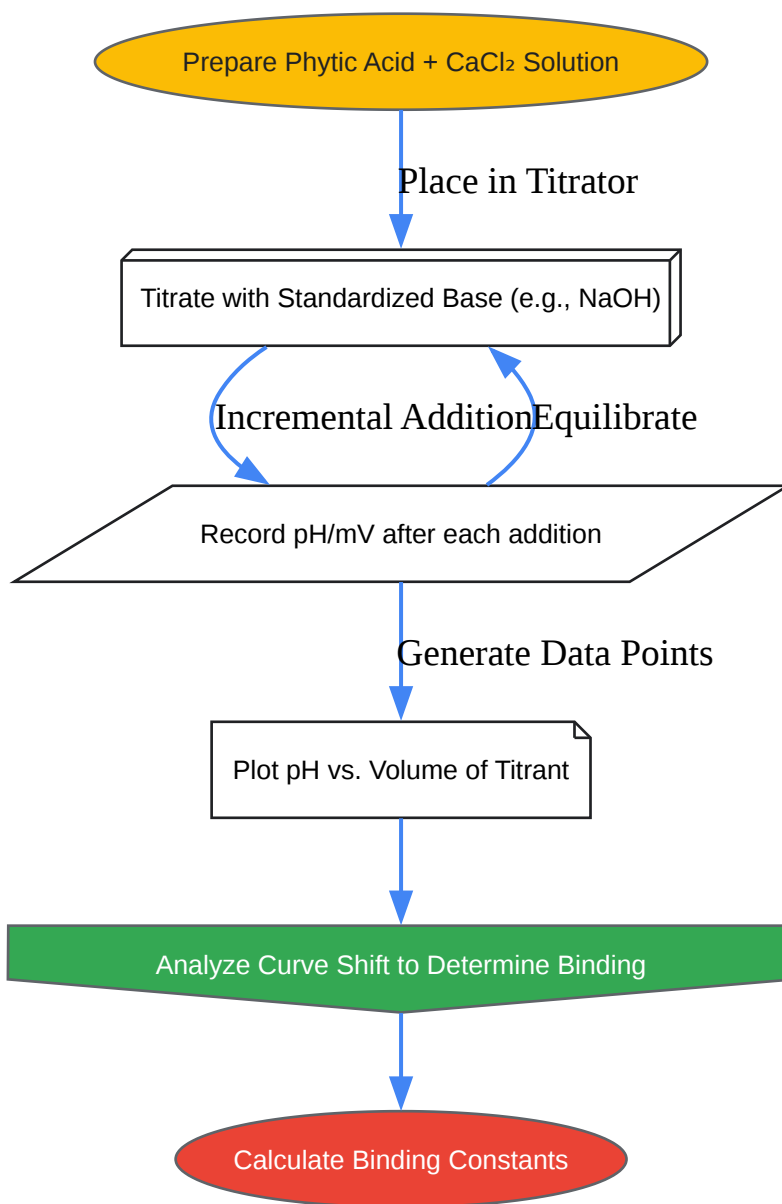 Prepare Phytic Acid + CaCl₂ Solution
Place in Titrator
Titrate with Standardized Base (e.g., NaOH)
Incremental Addition
Equilibrate
Record pH/mV after each addition
Generate Data Points
Plot pH vs. Volume of Titrant
Analyze Curve Shift to Determine Binding
Calculate Binding Constants